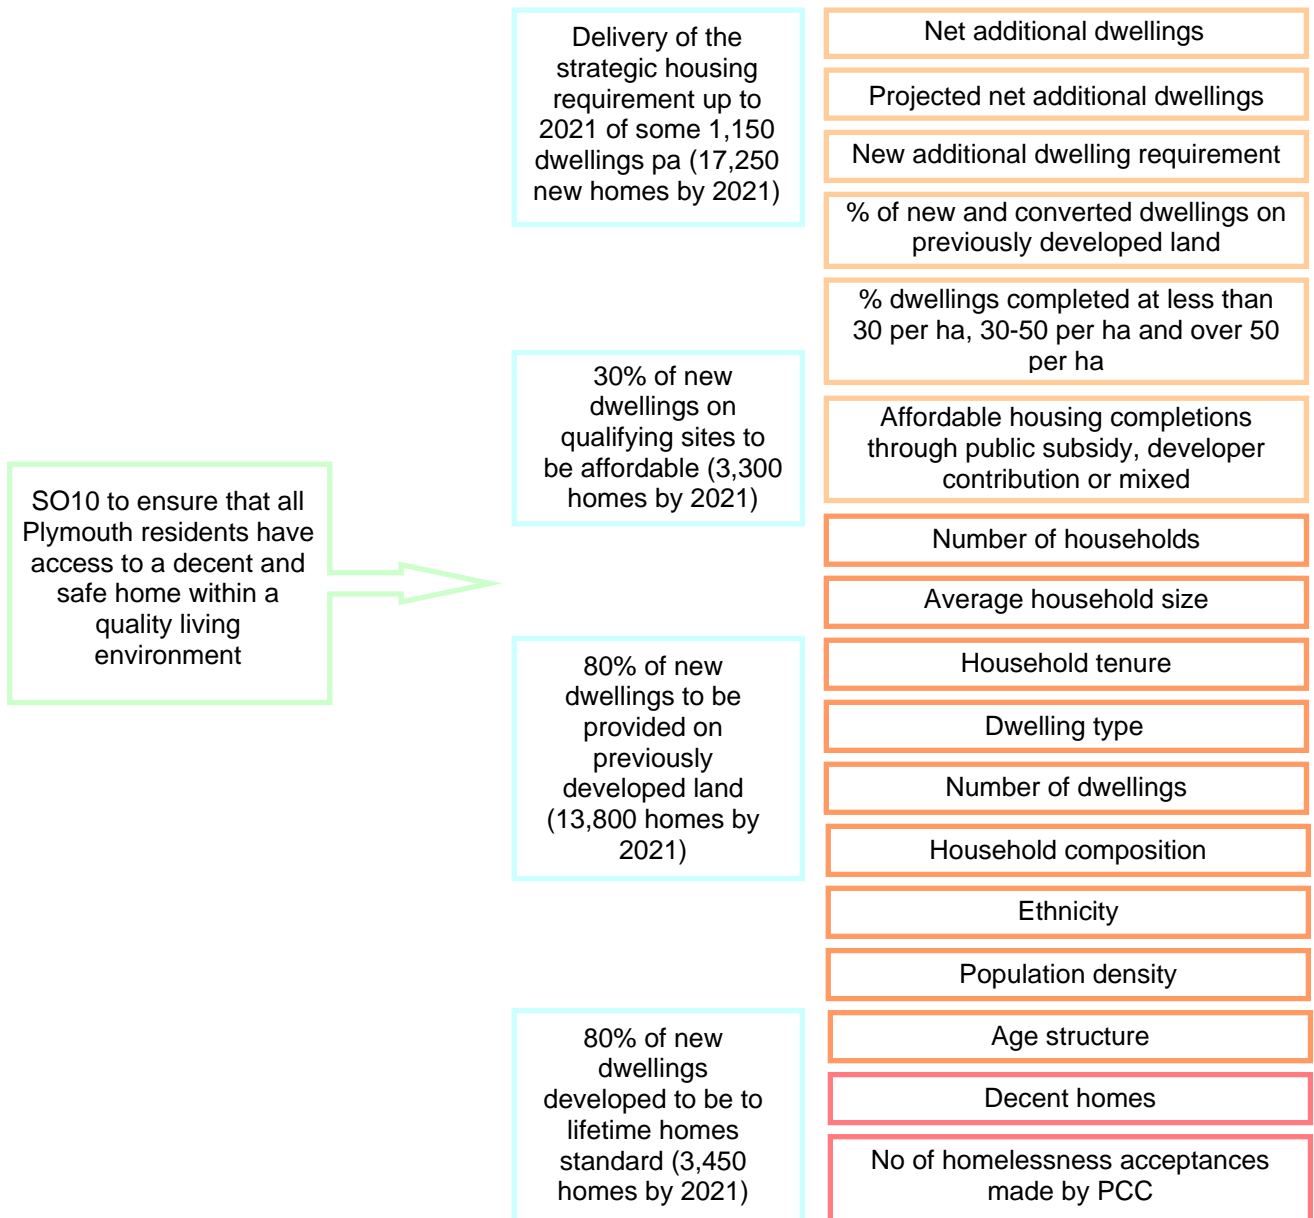 SO10 to ensure that all
Plymouth residents have
access to a decent and
safe home within a
quality living
environment
Delivery of the
strategic housing
requirement up to
2021 of some 1,150
dwellings pa (17,250
new homes by 2021)
30% of new
dwellings on
qualifying sites to
be affordable (3,300
homes by 2021)
80% of new
dwellings to be
provided on
previously
developed land
(13,800 homes by
2021)
80% of new
dwellings
developed to be to
lifetime homes
standard (3,450
homes by 2021)
Net additional dwellings
Projected net additional dwellings
New additional dwelling requirement
% of new and converted dwellings on
previously developed land
% dwellings completed at less than
30 per ha, 30-50 per ha and over 50
per ha
Affordable housing completions
through public subsidy, developer
contribution or mixed
Number of households
Average household size
Household tenure
Dwelling type
Number of dwellings
Household composition
Ethnicity
Population density
Age structure
Decent homes
No of homelessness acceptances
made by PCC